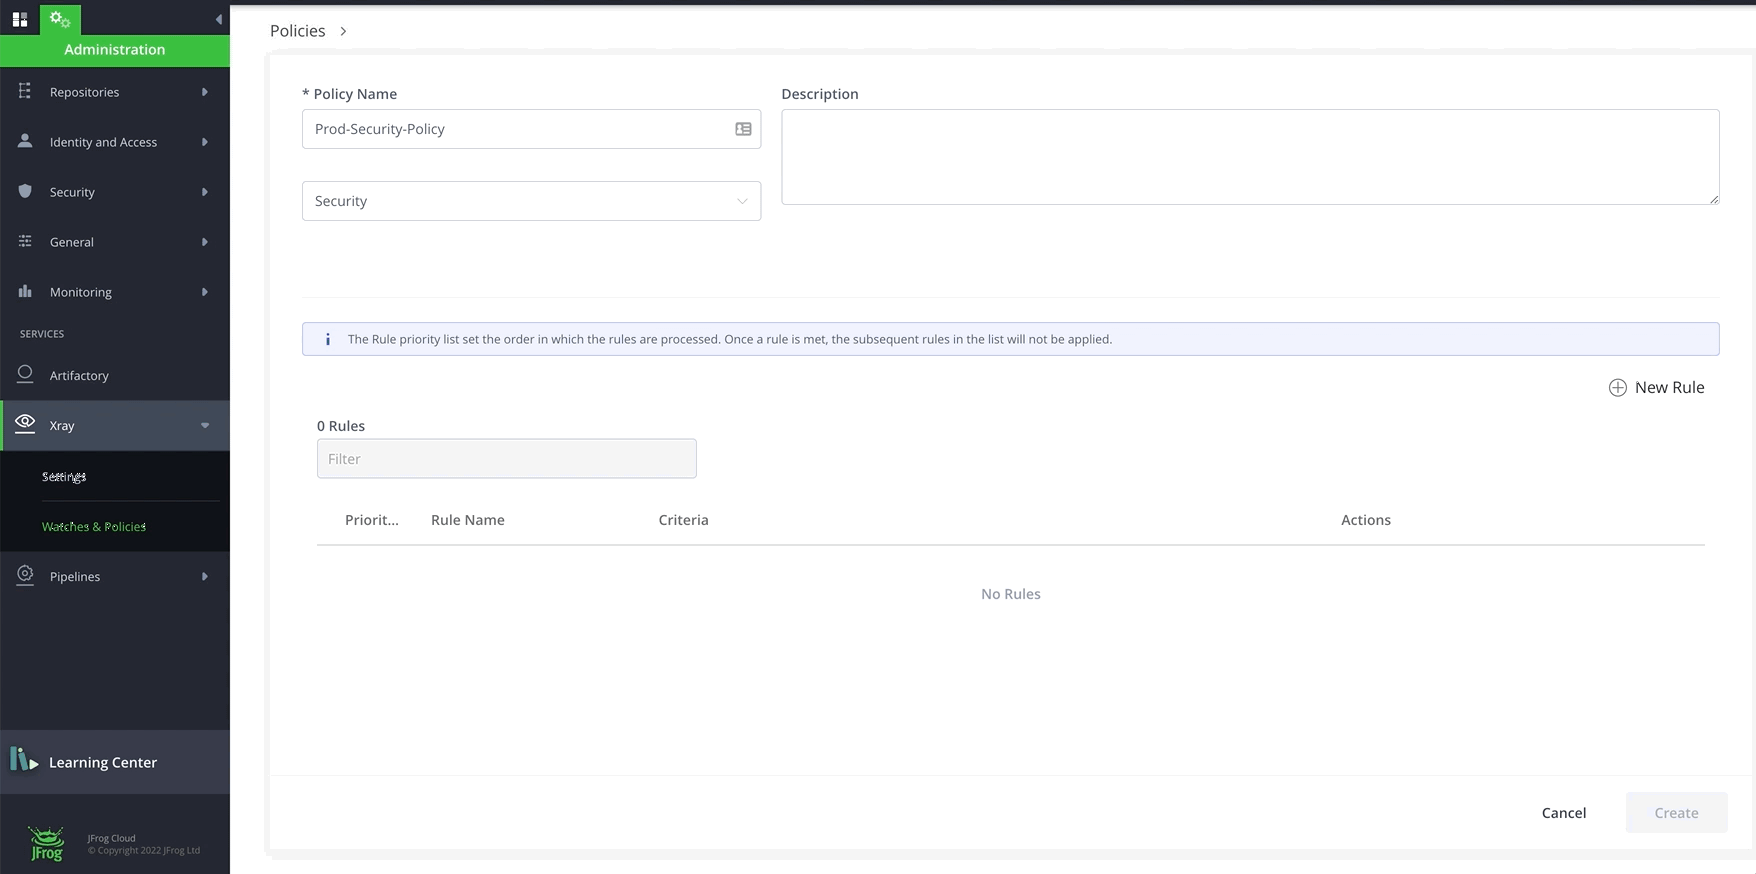 Administration
Repositories
Identity and Access
Security
General
Monitoring
SERVICES
Artifactory
Xray
Settings
Watches & Policies
Pipelines
Learning Center
JFrog
JFrog Cloud
© Copyright 2022 JFrog Ltd
Policies >
* Policy Name
Prod-Security-Policy
Security
Description
i The Rule priority list set the order in which the rules are processed. Once a rule is met, the subsequent rules in the list will not be applied.
New Rule
0 Rules
Filter
Priorit... Rule Name Criteria Actions
No Rules
Cancel Create